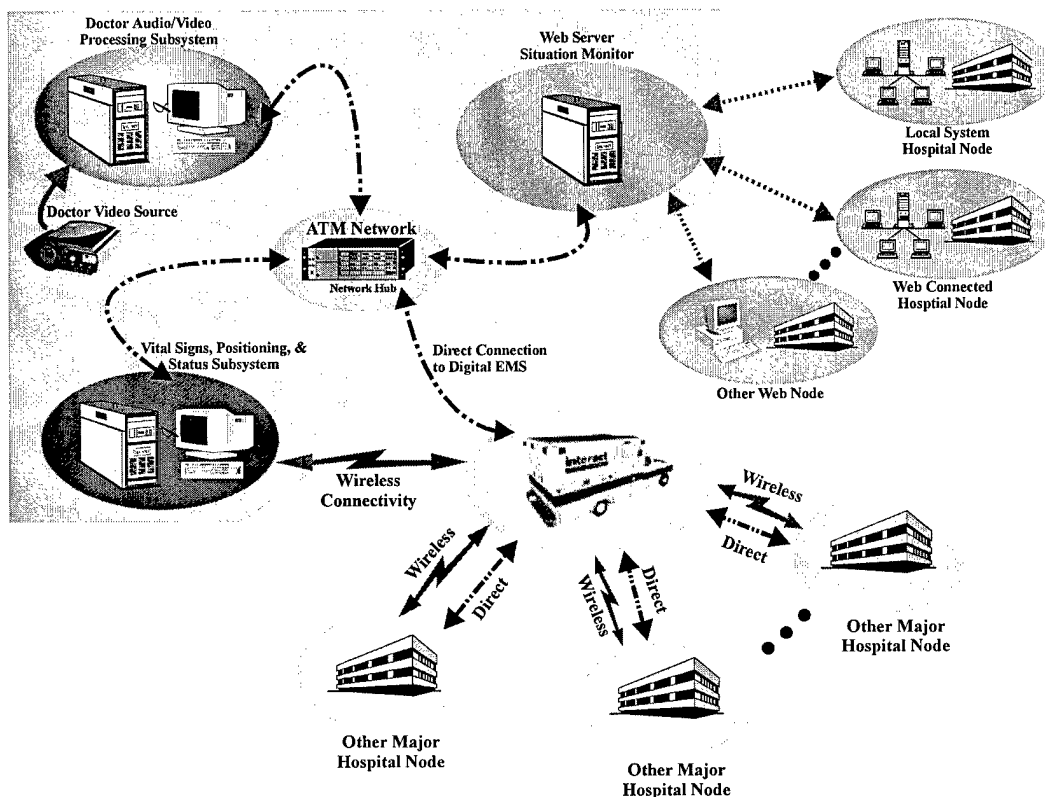 Doctor Audio/Video
Processing Subsystem
Web Server
Situation Monitor
Local System
Hospital Node
Doctor Video Source
ATM Network
Network Hub
Web Connected
Hosptial Node
Vital Signs, Positioning, &
Status Subsystem
Direct Connection
to Digital EMS
Other Web Node
interact
Wireless
Connectivity
Wireless
Direct
Wireless
Direct
Wireless
Direct
Other Major
Hospital Node
Other Major
Hospital Node
Other Major
Hospital Node